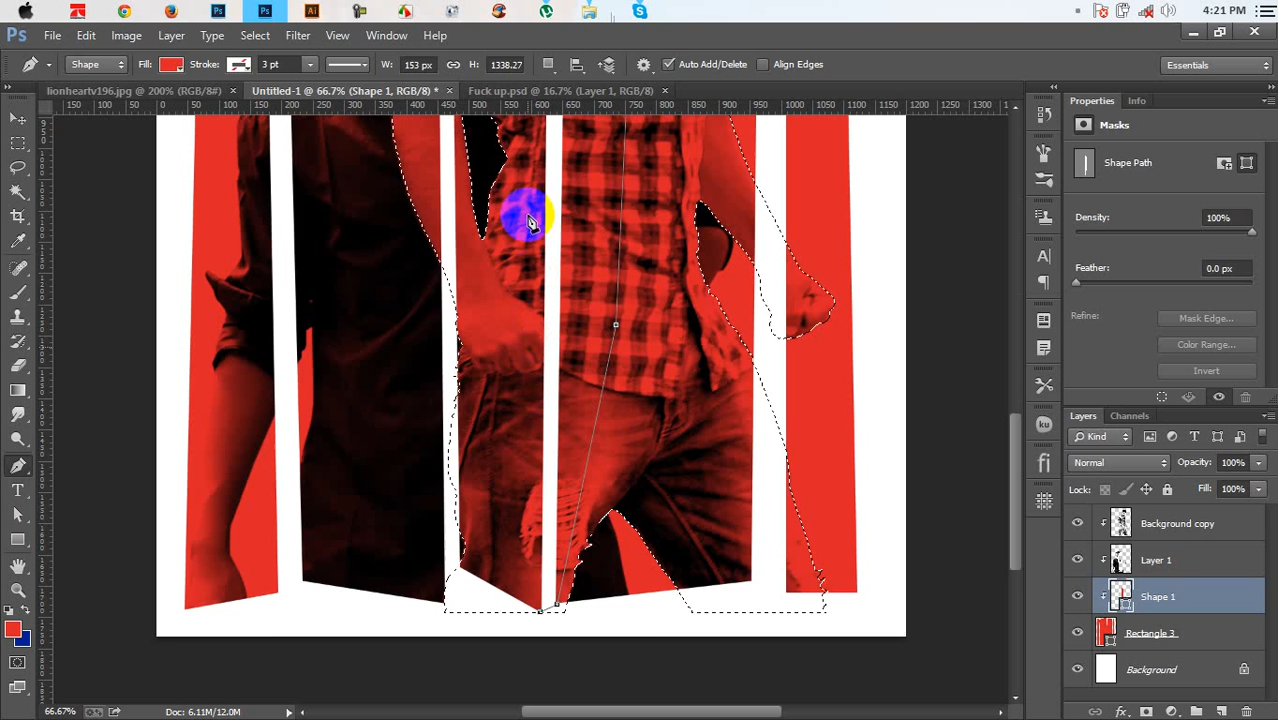 4:21 PM
Ps File Edit Image Layer Type Select Filter View Window Help
Shape Fill: Stroke: 3 pt W: 153 px H: 1338.27 Auto Add/Delete Align Edges Essentials
lionheartv196.jpg @ 200% (RGB/8#) × Untitled-1 @ 66.7% (Shape 1, RGB/8) * × Fuck up.psd @ 16.7% (Layer 1, RGB/8) ×
150 100 50 0 50 100 150 200 250 300 350 400 450 500 550 600 650 700 750 800 850 900 950 1000 1050 1100 1150 1200 1250 1300
Properties Info
Masks
Shape Path
Density: 100%
Feather: 0.0 px
Refine: Mask Edge...
Color Range...
Invert
Layers Channels
Kind
Normal Opacity: 100%
Lock: Fill: 100%
Background copy
Layer 1
Shape 1
Rectangle 3
Background
66.67% Doc: 6.11M/12.0M